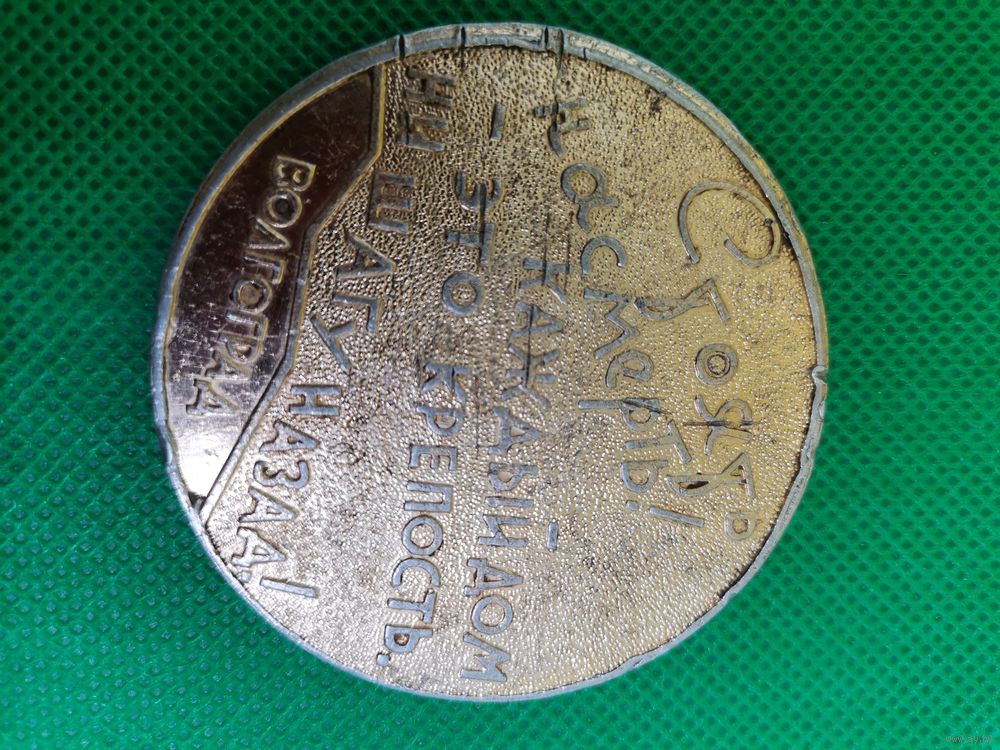 Стоять
насмерть!
КАЖДЫЙ ДОМ
– ЭТО КРЕПОСТЬ.
НИ ШАГУ НАЗАД!
ВОЛГОГРАД